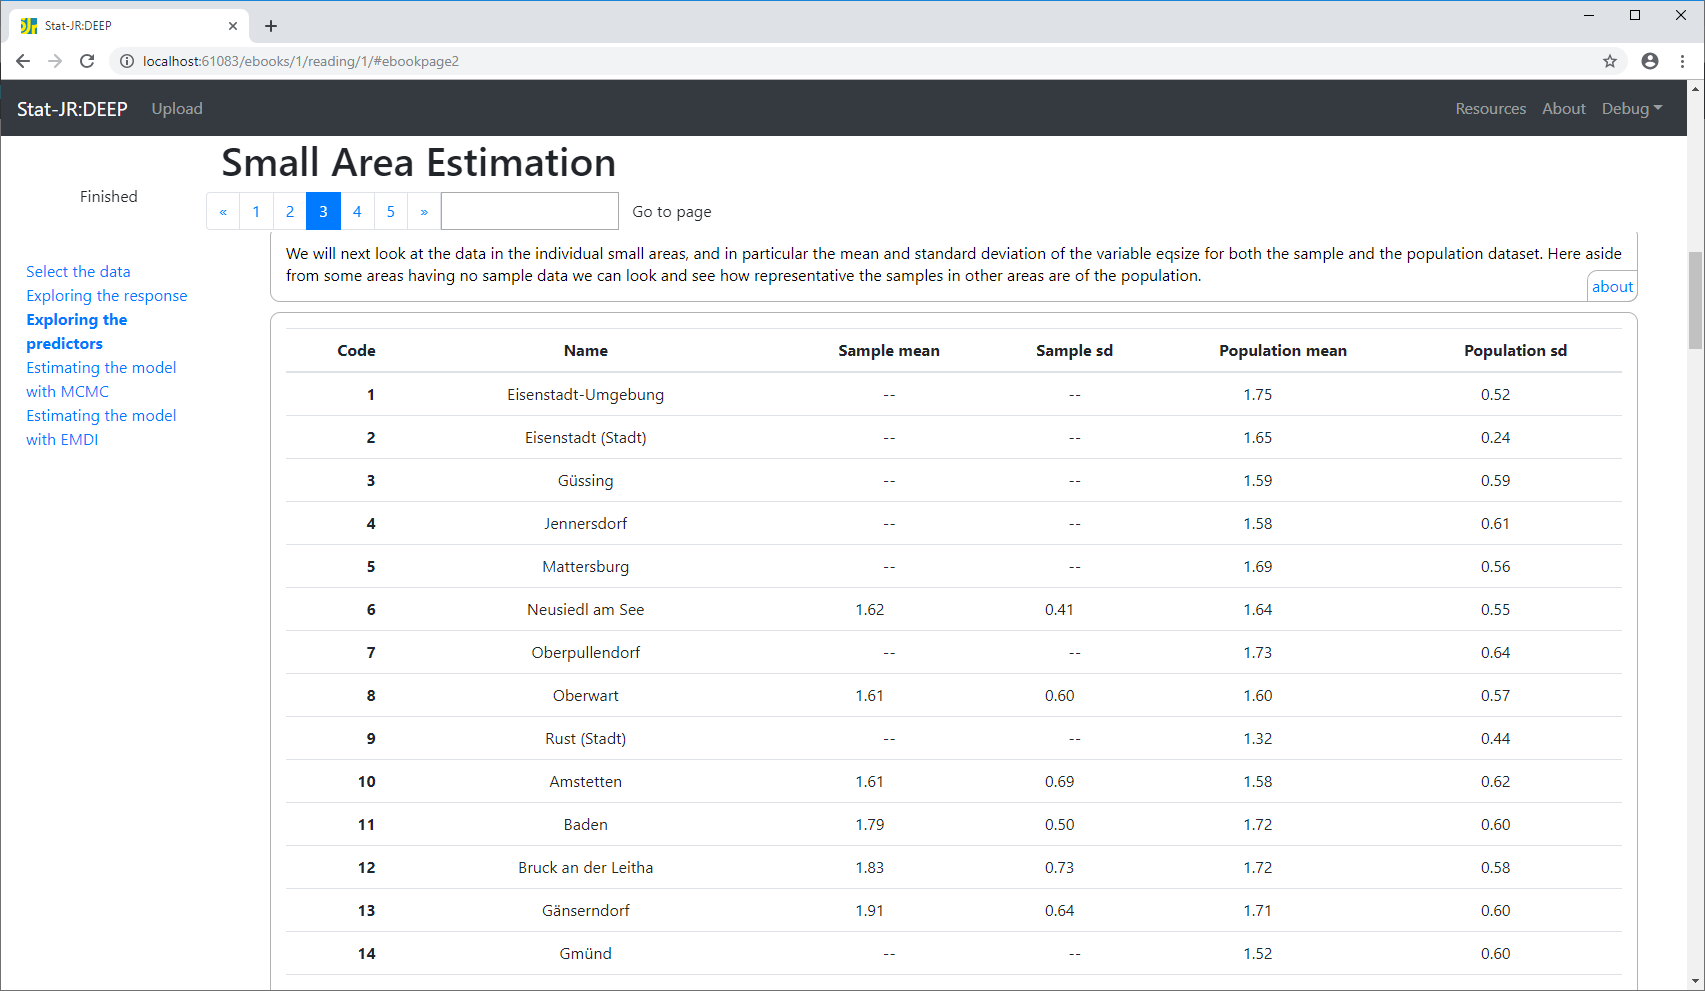 Stat-JR:DEEP
localhost:61083/ebooks/1/reading/1/#ebookpage2
Stat-JR:DEEP Upload Resources About Debug
Small Area Estimation
Finished
« 1 2 3 4 5 » Go to page
Select the data
Exploring the response
Exploring the
predictors
Estimating the model
with MCMC
Estimating the model
with EMDI
We will next look at the data in the individual small areas, and in particular the mean and standard deviation of the variable eqsize for both the sample and the population dataset. Here aside
from some areas having no sample data we can look and see how representative the samples in other areas are of the population.
about
Code Name Sample mean Sample sd Population mean Population sd
1 Eisenstadt-Umgebung -- -- 1.75 0.52
2 Eisenstadt (Stadt) -- -- 1.65 0.24
3 Güssing -- -- 1.59 0.59
4 Jennersdorf -- -- 1.58 0.61
5 Mattersburg -- -- 1.69 0.56
6 Neusiedl am See 1.62 0.41 1.64 0.55
7 Oberpullendorf -- -- 1.73 0.64
8 Oberwart 1.61 0.60 1.60 0.57
9 Rust (Stadt) -- -- 1.32 0.44
10 Amstetten 1.61 0.69 1.58 0.62
11 Baden 1.79 0.50 1.72 0.60
12 Bruck an der Leitha 1.83 0.73 1.72 0.58
13 Gänserndorf 1.91 0.64 1.71 0.60
14 Gmünd -- -- 1.52 0.60